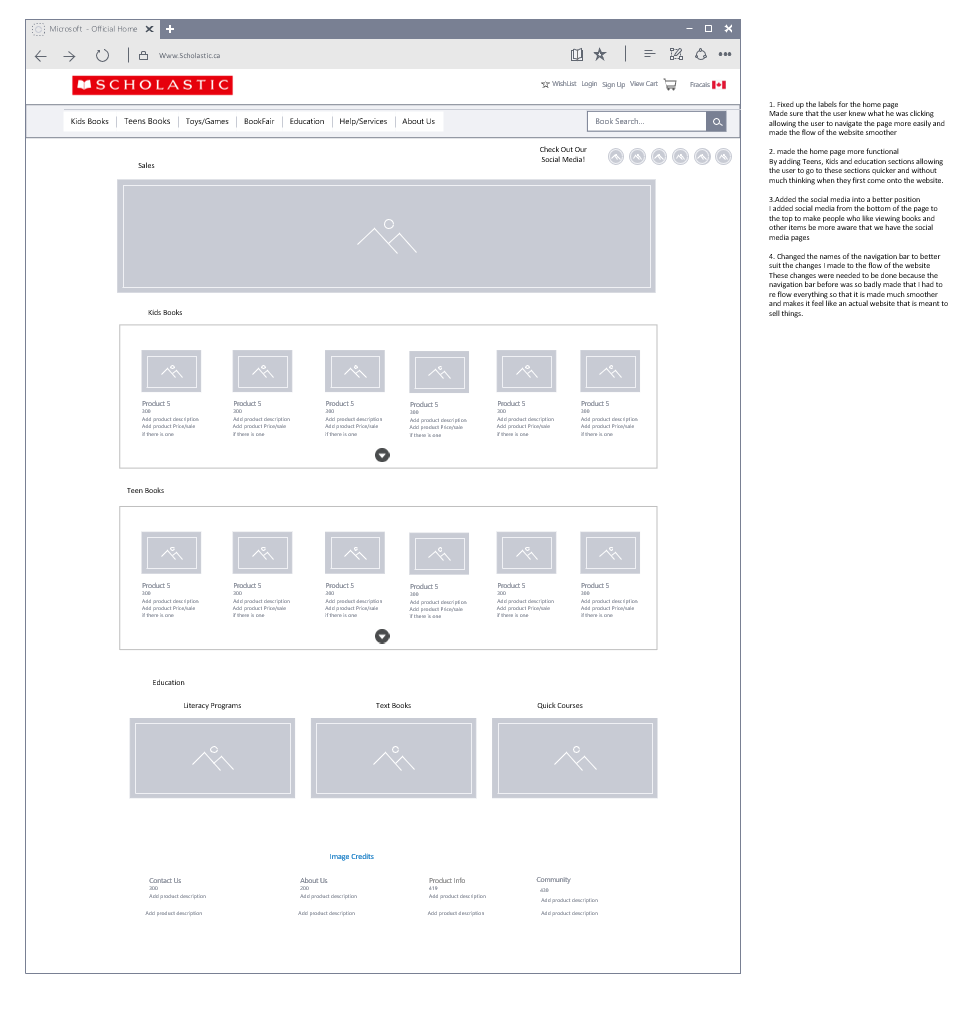 Microsoft - Official Home
Www.Scholastic.ca
SCHOLASTIC
WishList Login Sign Up View Cart Fracais
Kids Books Teens Books Toys/Games BookFair Education Help/Services About Us
Book Search...
Check Out Our
Social Media!
Sales
Kids Books
Product 5 Product 5 Product 5 Product 5 Product 5 Product 5
300 300 300 300 300 300
Add product description Add product description Add product description Add product description Add product description Add product description
Add product Price/sale Add product Price/sale Add product Price/sale Add product Price/sale Add product Price/sale Add product Price/sale
if there is one if there is one if there is one if there is one if there is one if there is one
Teen Books
Product 5 Product 5 Product 5 Product 5 Product 5 Product 5
300 300 300 300 300 300
Add product description Add product description Add product description Add product description Add product description Add product description
Add product Price/sale Add product Price/sale Add product Price/sale Add product Price/sale Add product Price/sale Add product Price/sale
if there is one if there is one if there is one if there is one if there is one if there is one
Education
Literacy Programs Text Books Quick Courses
Image Credits
Contact Us About Us Product Info Community
300 200 419 438
Add product description Add product description Add product description Add product description
Add product description Add product description Add product description Add product description
1. Fixed up the labels for the home page
Made sure that the user knew what he was clicking
allowing the user to navigate the page more easily and
made the flow of the website smoother
2. made the home page more functional
By adding Teens, Kids and education sections allowing
the user to go to these sections quicker and without
much thinking when they first come onto the website.
3.Added the social media into a better position
I added social media from the bottom of the page to
the top to make people who like viewing books and
other items be more aware that we have the social
media pages
4. Changed the names of the navigation bar to better
suit the changes I made to the flow of the website
These changes were needed to be done because the
navigation bar before was so badly made that I had to
re flow everything so that it is made much smoother
and makes it feel like an actual website that is meant to
sell things.